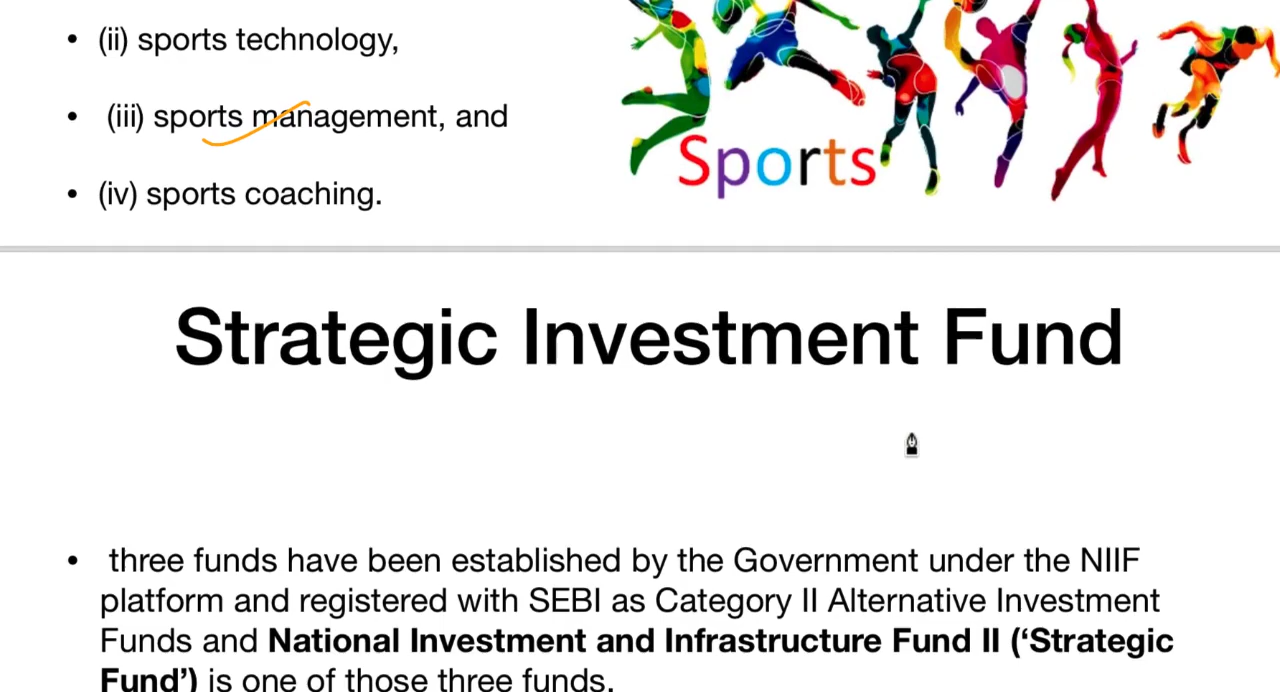 • (ii) sports technology,
• (iii) sports management, and
• (iv) sports coaching.
Sports
Strategic Investment Fund
• three funds have been established by the Government under the NIIF
platform and registered with SEBI as Category II Alternative Investment
Funds and National Investment and Infrastructure Fund II (‘Strategic
Fund’) is one of those three funds.